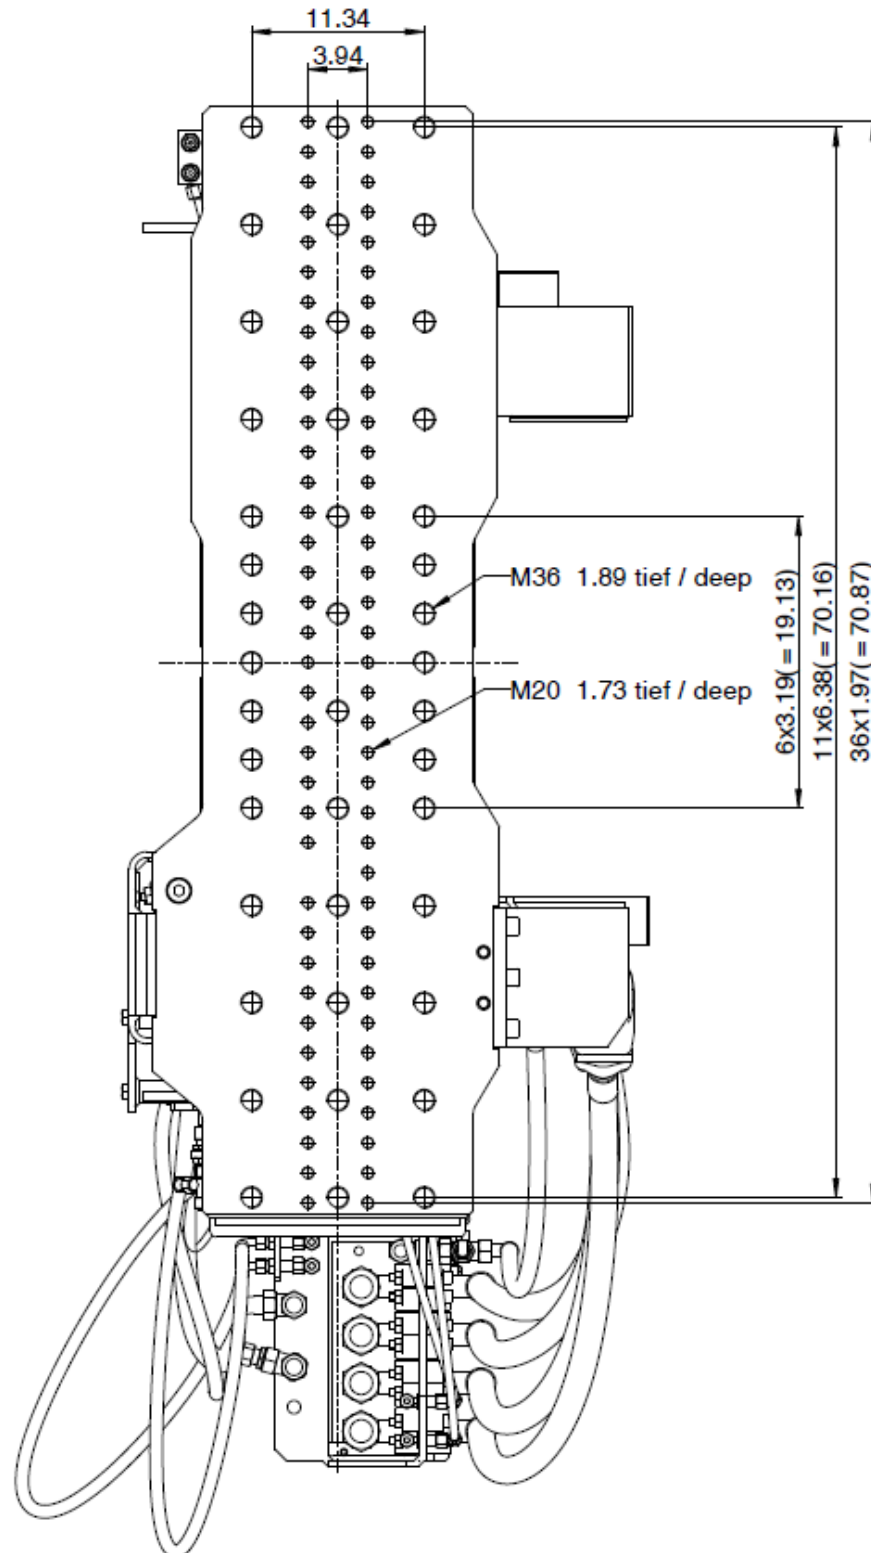 11.34
3.94
M36 1.89 tief / deep
M20 1.73 tief / deep
6x3.19( = 19.13)
11x6.38( = 70.16)
36x1.97( = 70.87)